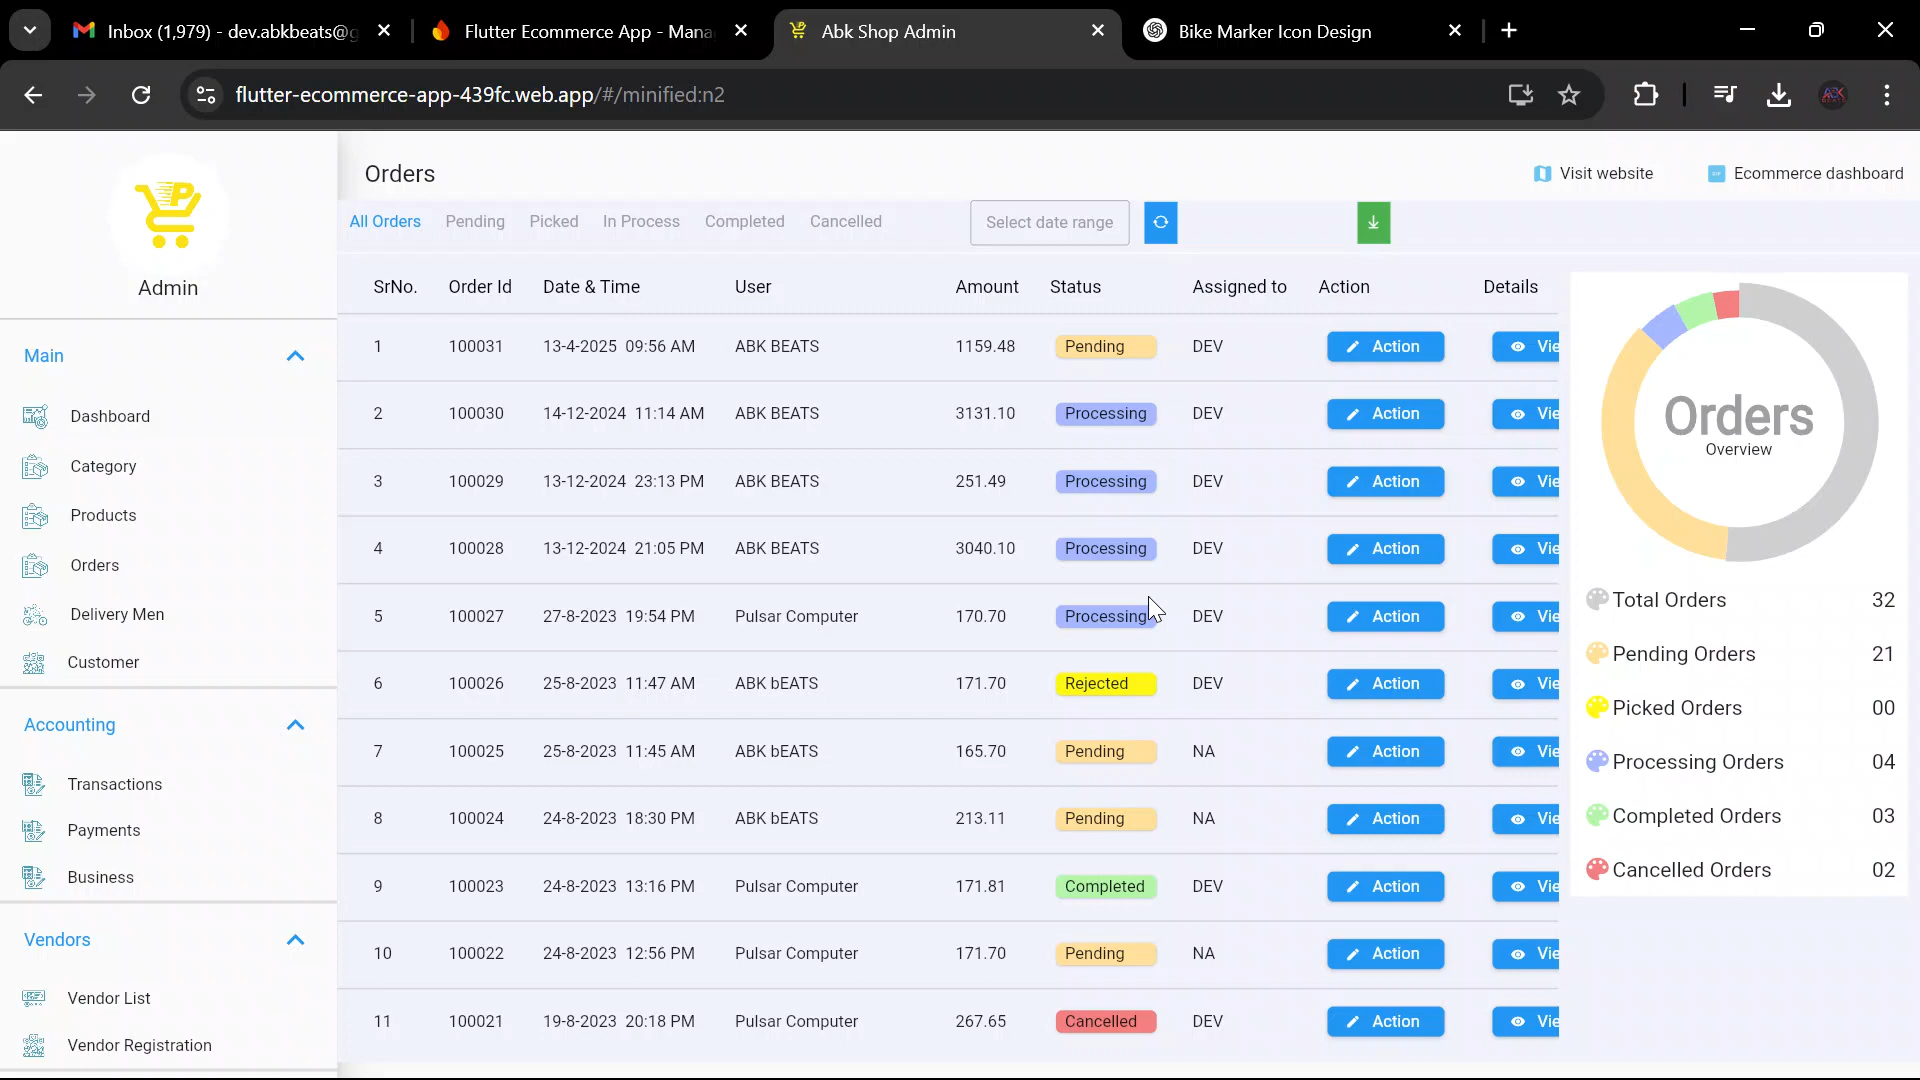 Inbox (1,979) - dev.abkbeats@g
Flutter Ecommerce App - Mana
Abk Shop Admin
Bike Marker Icon Design
flutter-ecommerce-app-439fc.web.app/#/minified:n2
Admin
Main
Dashboard
Category
Products
Orders
Delivery Men
Customer
Accounting
Transactions
Payments
Business
Vendors
Vendor List
Vendor Registration
Orders
Visit website
Ecommerce dashboard
All Orders Pending Picked In Process Completed Cancelled Select date range
SrNo. Order Id Date & Time User Amount Status Assigned to Action Details
1 100031 13-4-2025 09:56 AM ABK BEATS 1159.48 Pending DEV Action Vie
2 100030 14-12-2024 11:14 AM ABK BEATS 3131.10 Processing DEV Action Vie
3 100029 13-12-2024 23:13 PM ABK BEATS 251.49 Processing DEV Action Vie
4 100028 13-12-2024 21:05 PM ABK BEATS 3040.10 Processing DEV Action Vie
5 100027 27-8-2023 19:54 PM Pulsar Computer 170.70 Processing DEV Action Vie
6 100026 25-8-2023 11:47 AM ABK bEATS 171.70 Rejected DEV Action Vie
7 100025 25-8-2023 11:45 AM ABK bEATS 165.70 Pending NA Action Vie
8 100024 24-8-2023 18:30 PM ABK bEATS 213.11 Pending NA Action Vie
9 100023 24-8-2023 13:16 PM Pulsar Computer 171.81 Completed DEV Action Vie
10 100022 24-8-2023 12:56 PM Pulsar Computer 171.70 Pending NA Action Vie
11 100021 19-8-2023 20:18 PM Pulsar Computer 267.65 Cancelled DEV Action Vie
Orders
Overview
Total Orders 32
Pending Orders 21
Picked Orders 00
Processing Orders 04
Completed Orders 03
Cancelled Orders 02